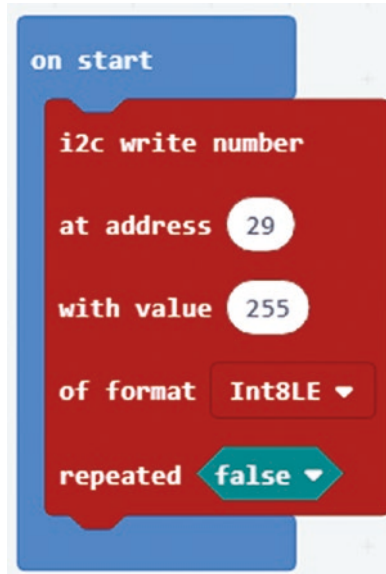 on start
i2c write number
at address 29
with value 255
of format Int8LE
repeated false